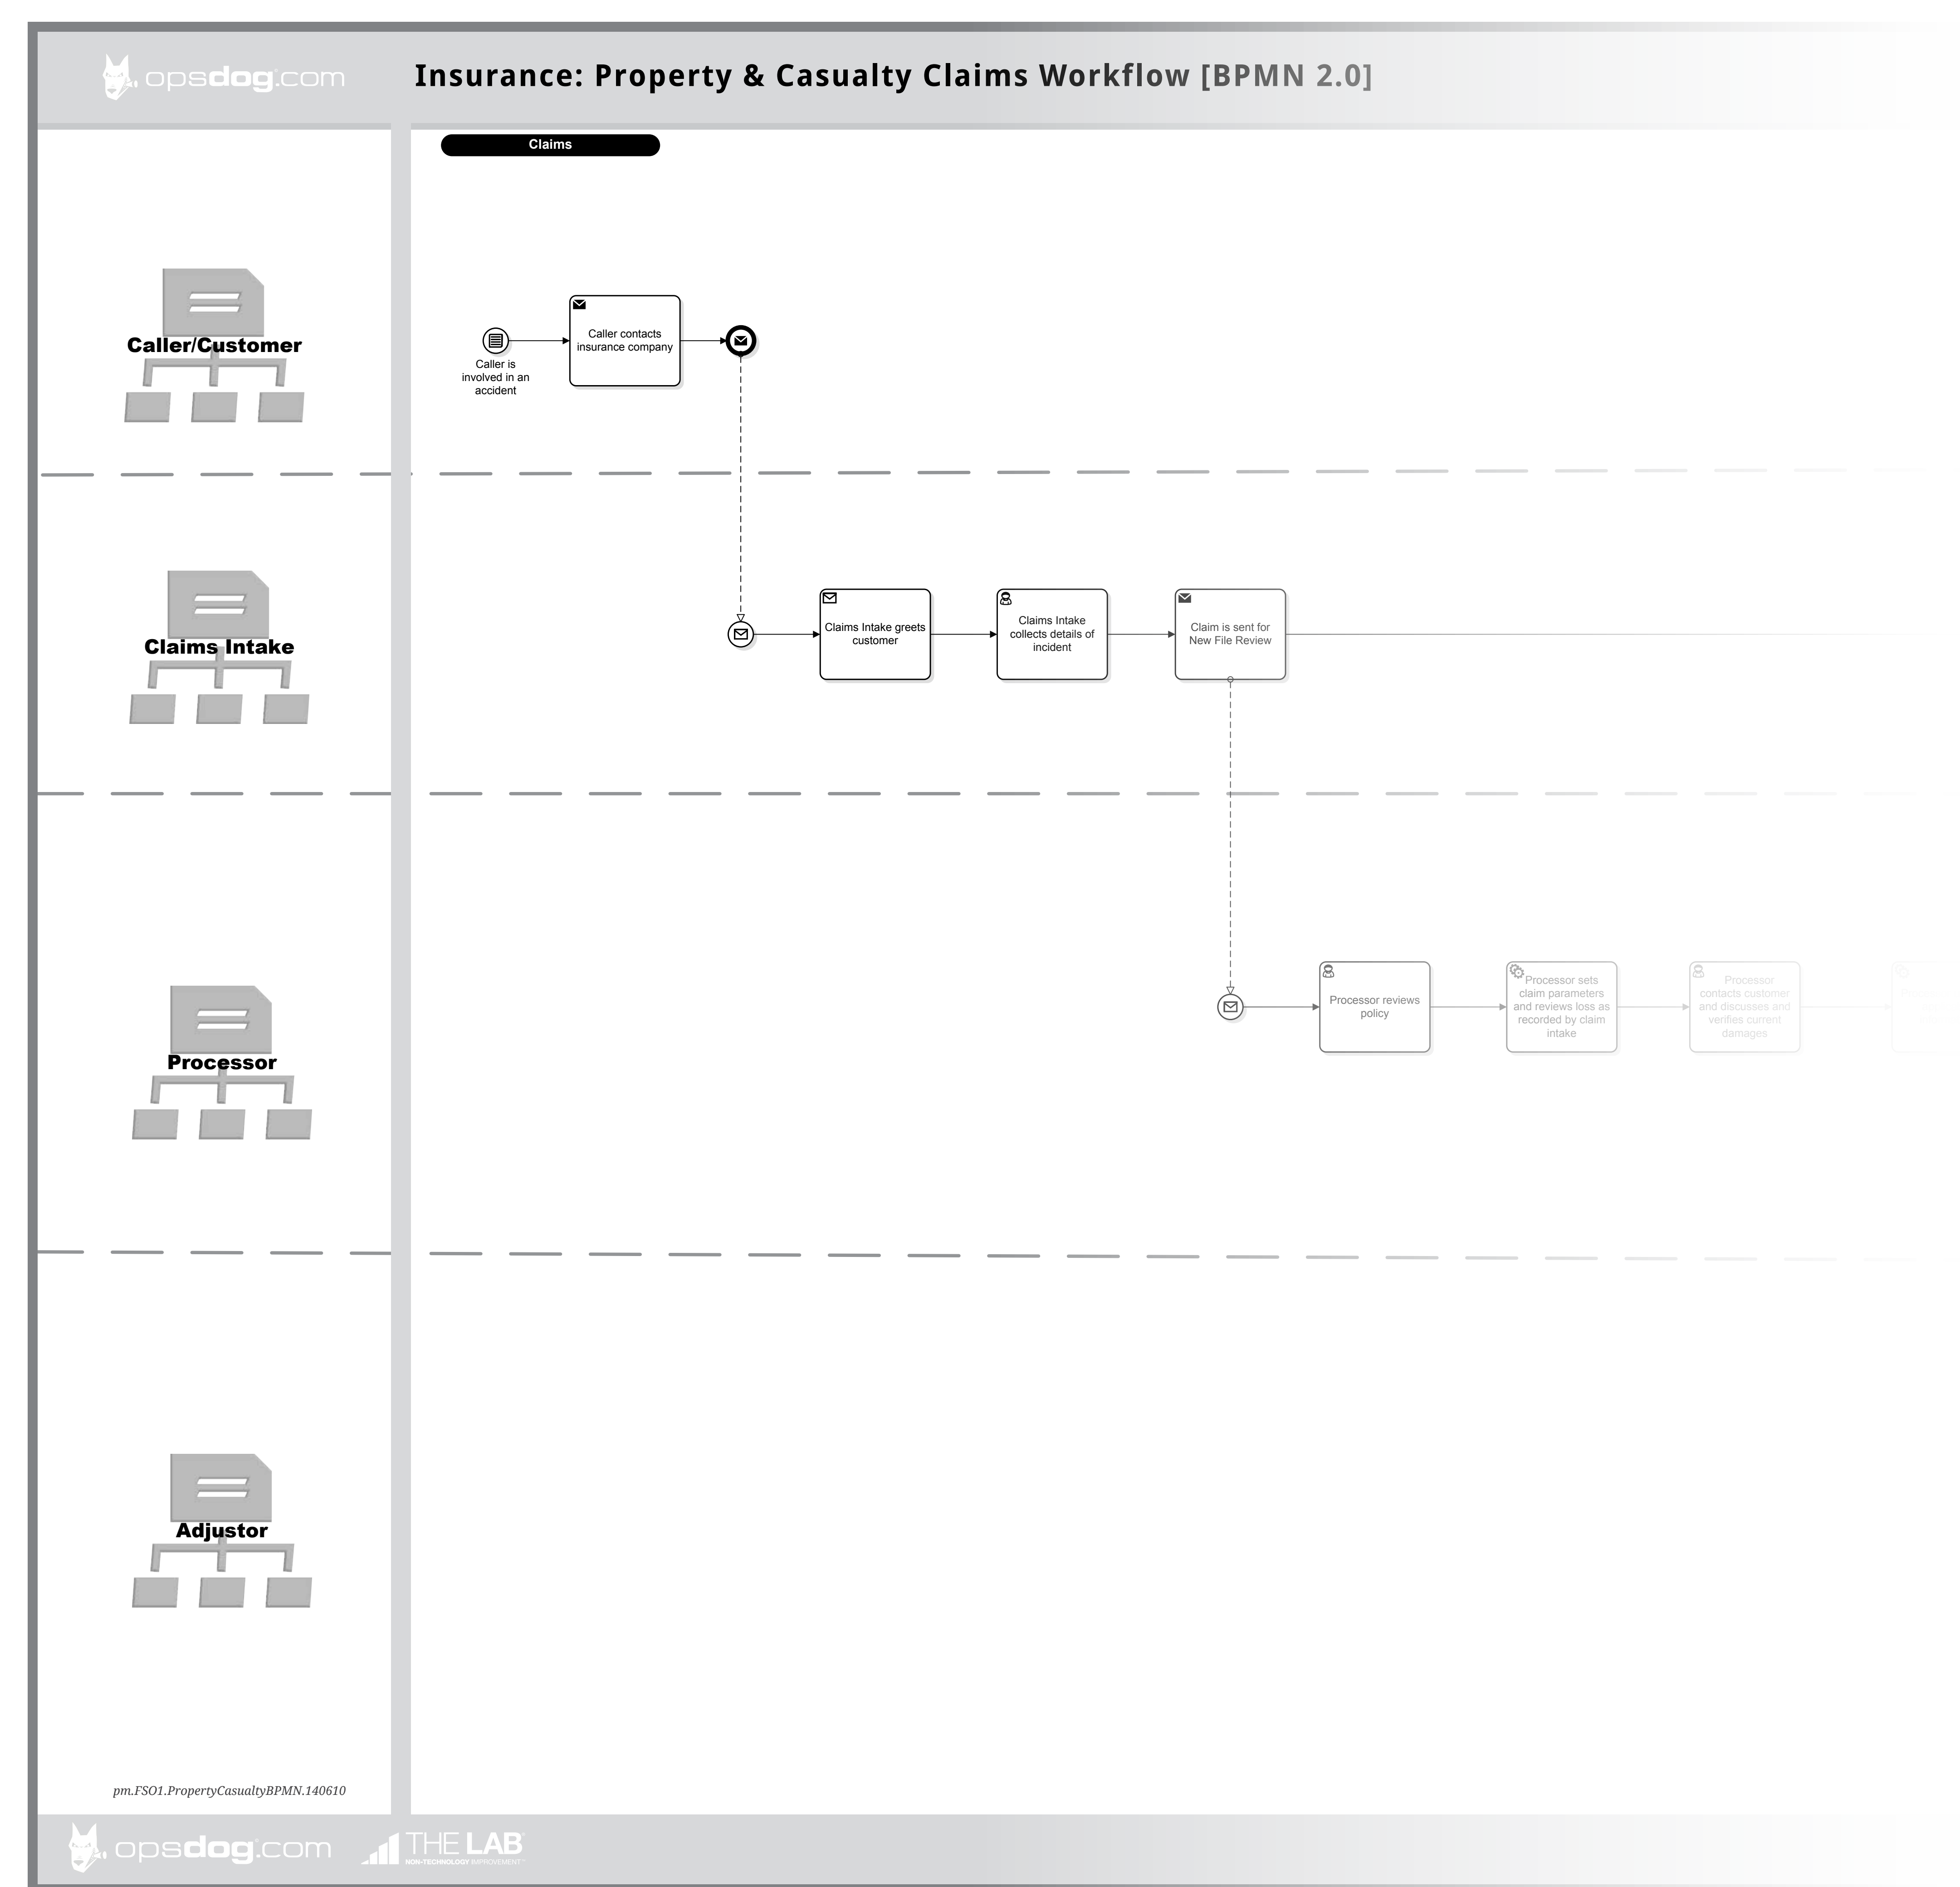 opsdog.com
Insurance: Property & Casualty Claims Workflow [BPMN 2.0]
Claims
Caller/Customer
Caller is
involved in an
accident
Caller contacts
insurance company
Claims Intake
Claims Intake greets
customer
Claims Intake
collects details of
incident
Claim is sent for
New File Review
Processor
Processor reviews
policy
Processor sets
claim parameters
and reviews loss as
recorded by claim
intake
Processor
contacts customer
and discusses and
verifies current
damages
Adjustor
pm.FSO1.PropertyCasualtyBPMN.140610
opsdog.com
THE LAB
NON-TECHNOLOGY IMPROVEMENT